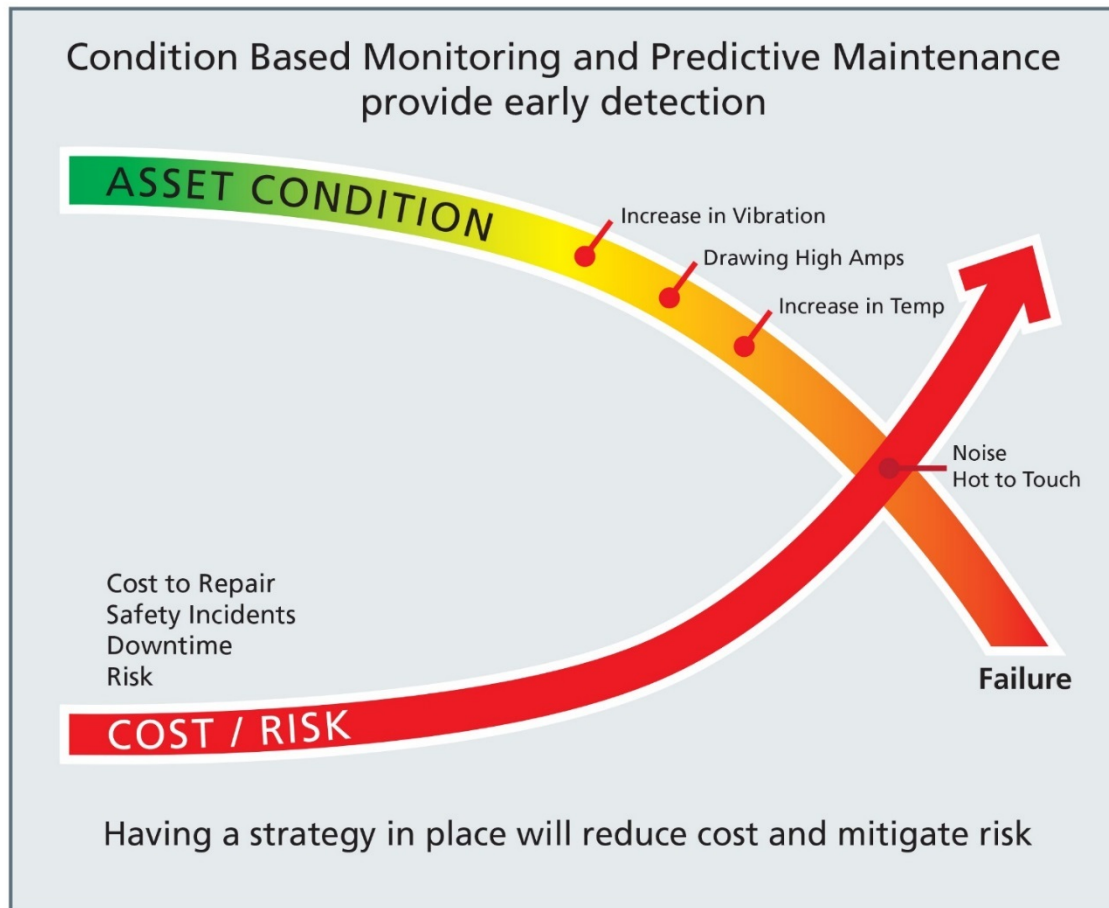 Condition Based Monitoring and Predictive Maintenance
provide early detection
ASSET CONDITION
Increase in Vibration
Drawing High Amps
Increase in Temp
Noise
Hot to Touch
Cost to Repair
Safety Incidents
Downtime
Risk
Failure
COST / RISK
Having a strategy in place will reduce cost and mitigate risk